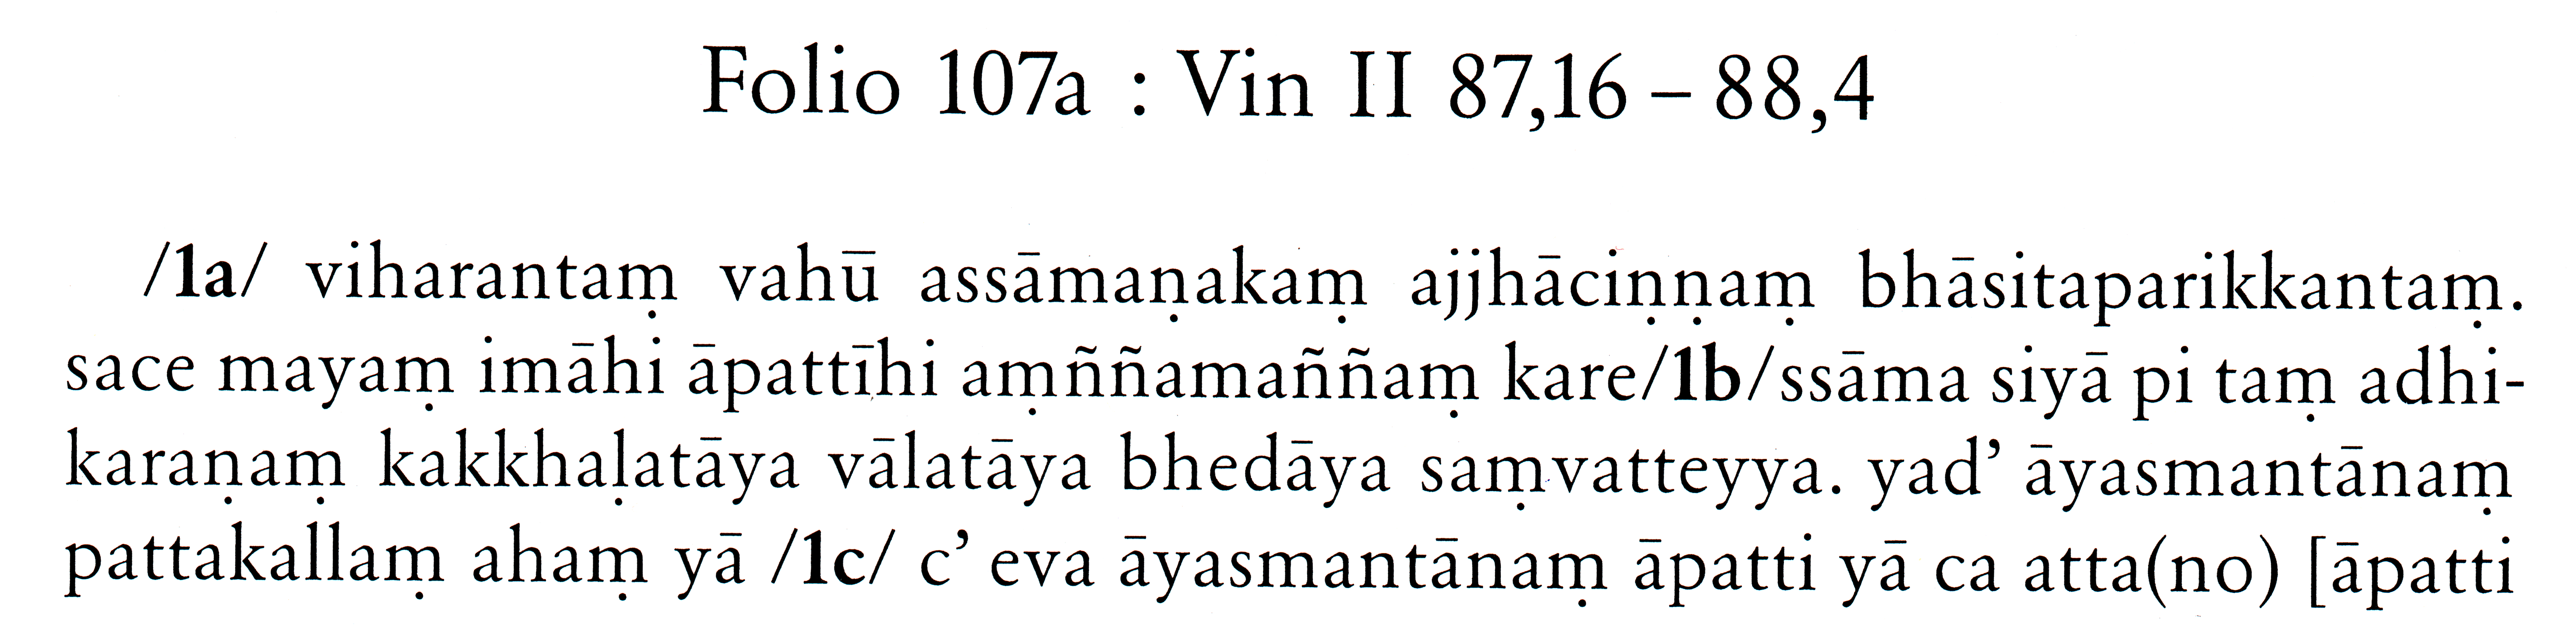 Folio 107a : Vin II 87,16 – 88,4
/1a/ viharantaṃ vahū assāmaṇakaṃ ajjhāciṇṇaṃ bhāsitaparikkantaṃ.
sace mayaṃ imāhi āpattīhi aṃññamaññaṃ kare/1b/ssāma siyā pi taṃ adhi-
karaṇaṃ kakkhaḷatāya vālatāya bhedāya saṃvatteyya. yad’ āyasmantānaṃ
pattakallaṃ ahaṃ yā /1c/ c’ eva āyasmantānaṃ āpatti yā ca atta(no) [āpatti